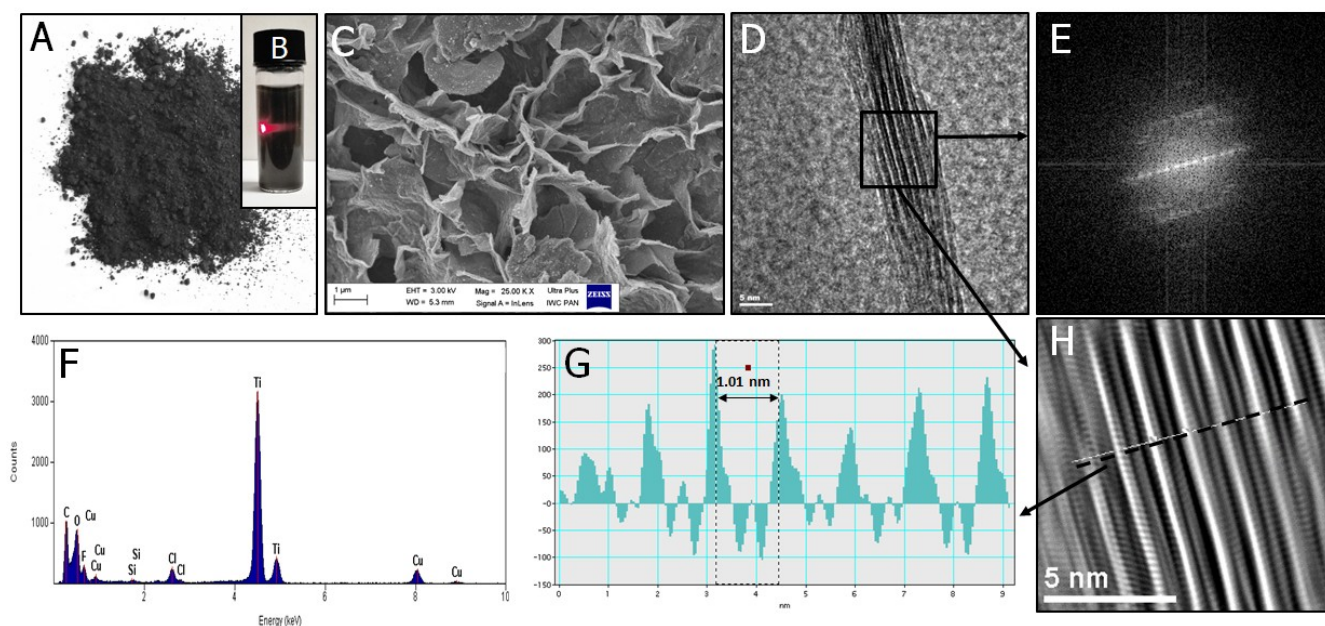 A
B
C
1 µm
EHT = 3.00 kV
Mag = 25.00 K X
Ultra Plus
WD = 5.3 mm
Signal A = InLens
IWC PAN
ZEISS
D
5 nm
E
F
4000
3000
2000
1000
Counts
C
O
Cu
F
Cu
Cu
Si
Si
Cl
Cl
Ti
Ti
Cu
Cu
2
4
6
8
10
Energy (keV)
G
300
250
200
150
100
50
0
-50
-100
-150
1.01 nm
0
1
2
3
4
5
6
7
8
9
nm
H
5 nm